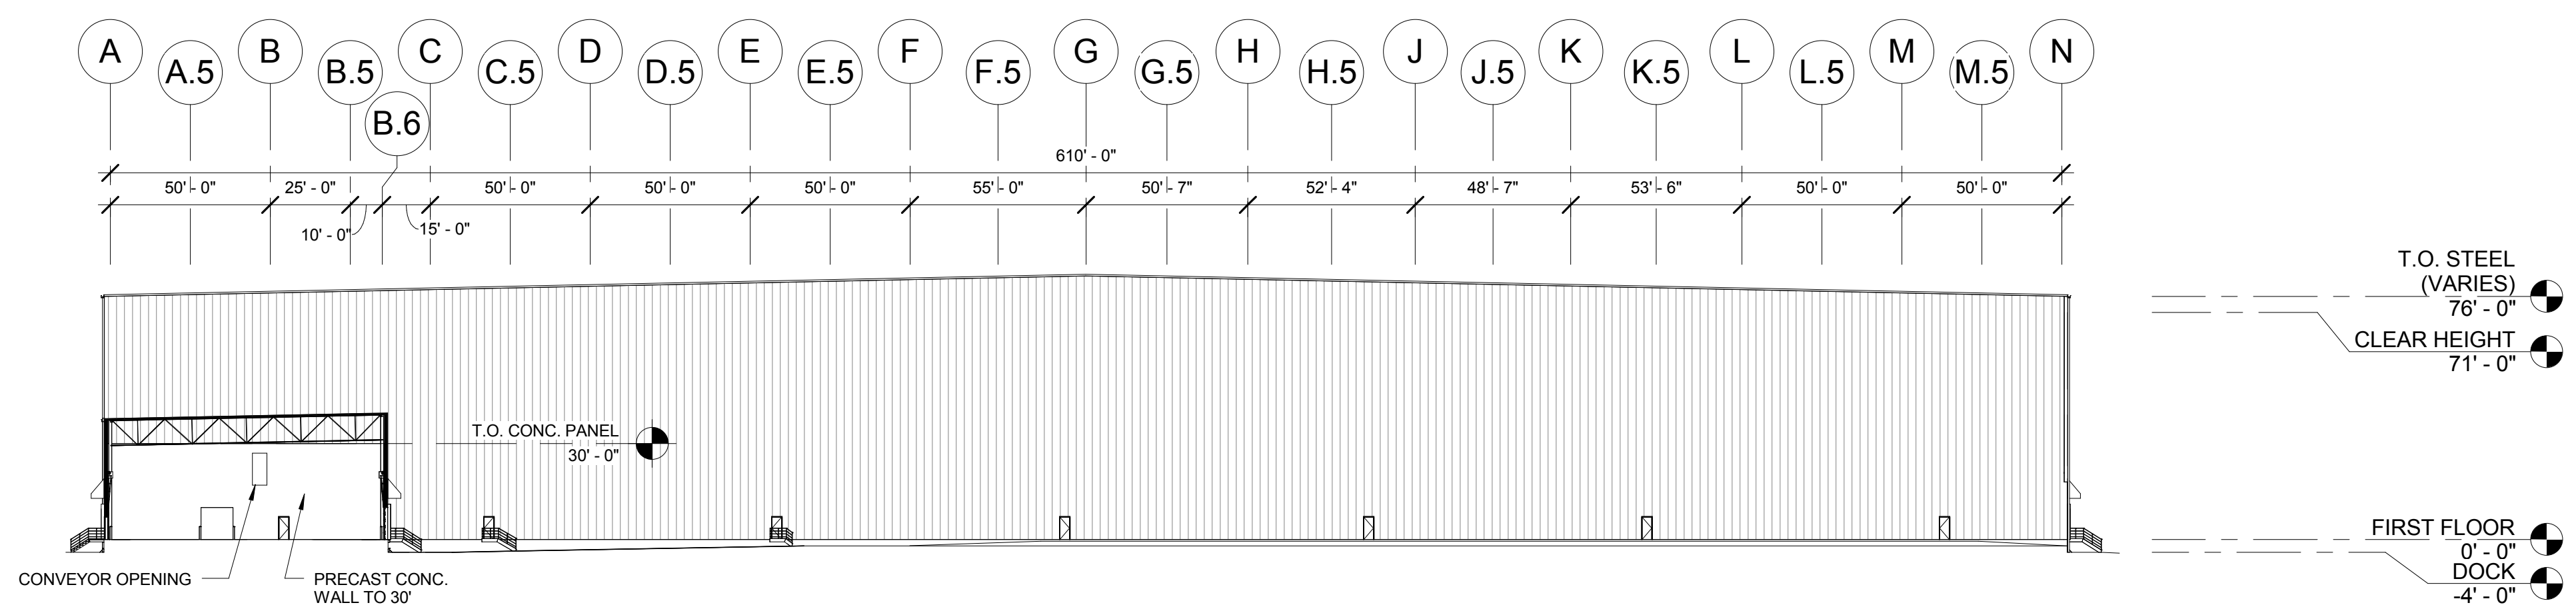 A
B
C
D
E
F
G
H
J
K
L
M
N
A.5
B.5
C.5
D.5
E.5
F.5
G.5
H.5
J.5
K.5
L.5
M.5
B.6
610' - 0"
50' - 0"
25' - 0"
50' - 0"
50' - 0"
50' - 0"
55' - 0"
50' - 7"
52' - 4"
48' - 7"
53' - 6"
50' - 0"
50' - 0"
10' - 0"
15' - 0"
T.O. STEEL
(VARIES)
76' - 0"
CLEAR HEIGHT
71' - 0"
T.O. CONC. PANEL
30' - 0"
FIRST FLOOR
0' - 0"
DOCK
-4' - 0"
CONVEYOR OPENING
PRECAST CONC.
WALL TO 30'